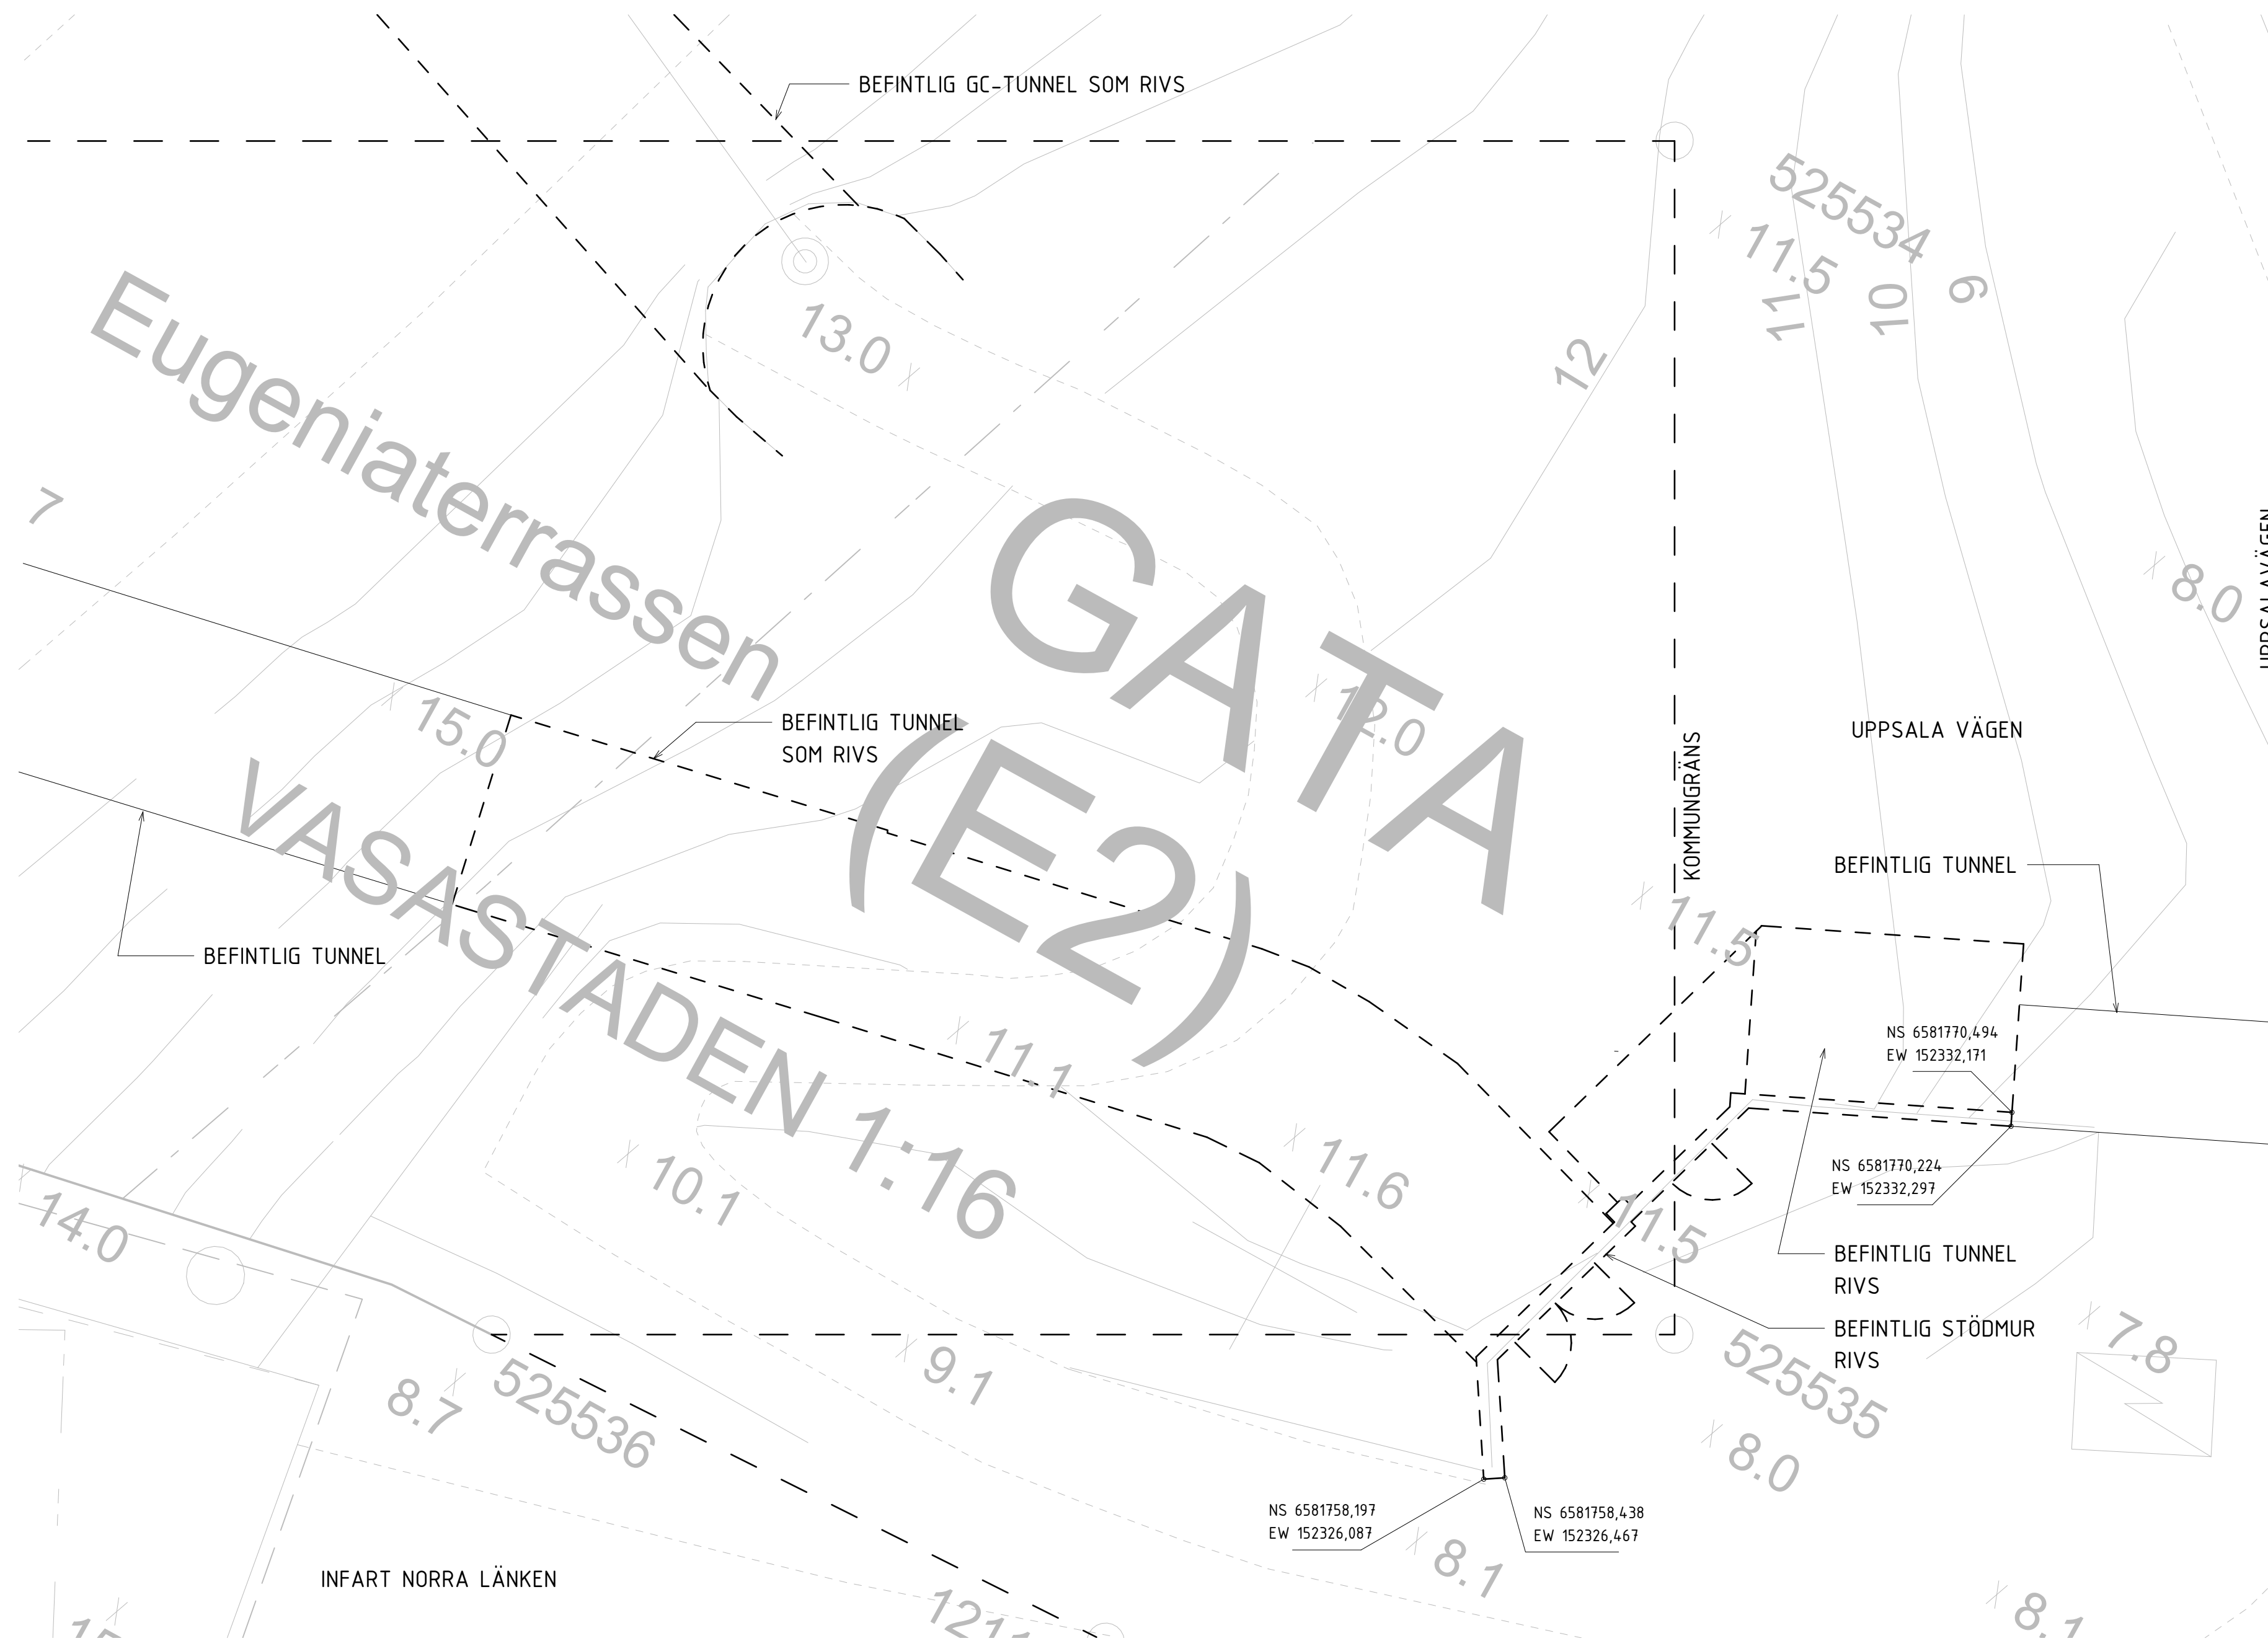 BEFINTLIG GC-TUNNEL SOM RIVS
525534
11.5
11
10
9
13.0
12
Eugeniaterrassen
7
GATA
(E2)
8.0
UPPSALAVÄGEN
15.0
12.0
BEFINTLIG TUNNEL
SOM RIVS
UPPSALA VÄGEN
KOMMUNGRÄNS
VASASTADEN 1:16
BEFINTLIG TUNNEL
11.5
BEFINTLIG TUNNEL
NS 6581770,494
EW 152332,171
11.1
11.6
10.1
NS 6581770,224
EW 152332,297
14.0
11.5
BEFINTLIG TUNNEL
RIVS
BEFINTLIG STÖDMUR
RIVS
7.8
525535
9.1
8.7
525536
8.0
NS 6581758,197
EW 152326,087
NS 6581758,438
EW 152326,467
8.1
INFART NORRA LÄNKEN
8.1